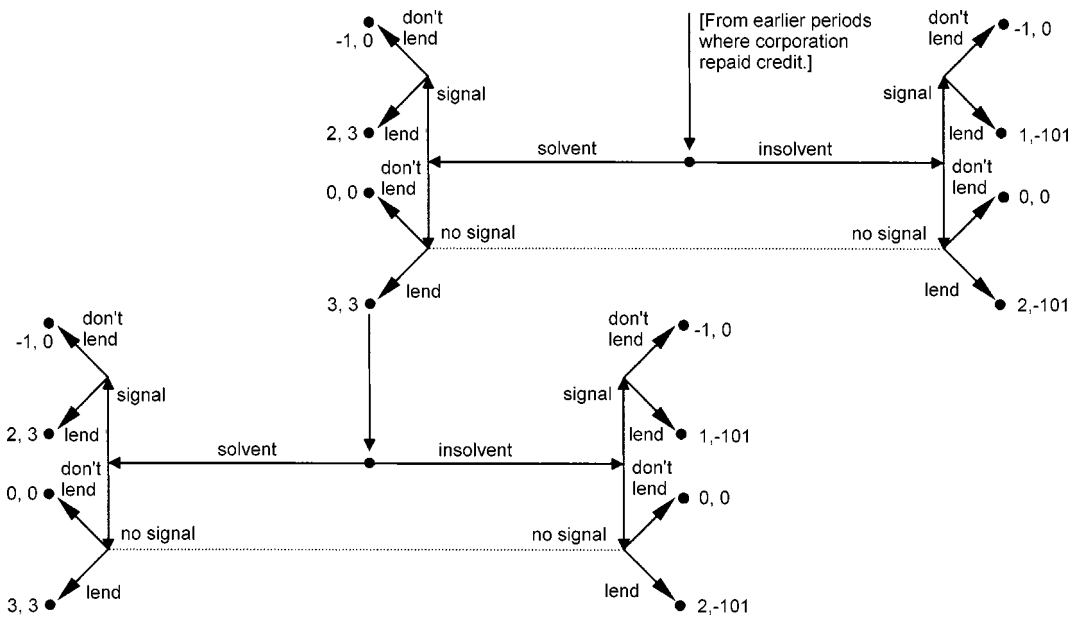 don't
lend
-1, 0
signal
2, 3
lend
solvent
don't
lend
0, 0
no signal
lend
3, 3
[From earlier periods
where corporation
repaid credit.]
don't
lend
-1, 0
signal
lend
1,-101
insolvent
don't
lend
0, 0
no signal
lend
2,-101
don't
lend
-1, 0
signal
2, 3
lend
solvent
don't
lend
0, 0
no signal
lend
3, 3
don't
lend
-1, 0
signal
lend
1,-101
insolvent
don't
lend
0, 0
no signal
lend
2,-101